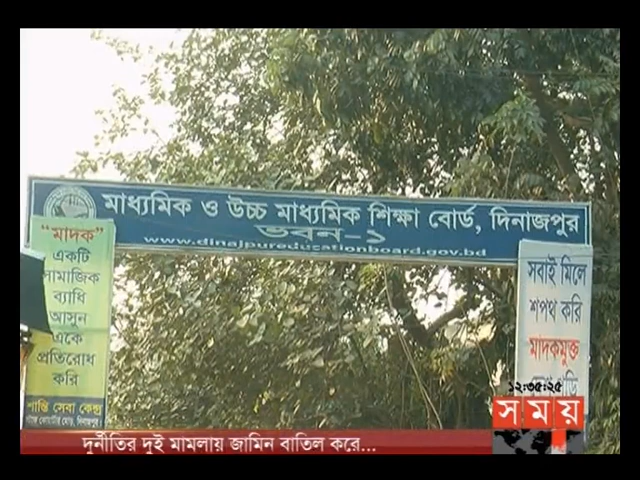 মাধ্যমিক ও উচ্চ মাধ্যমিক শিক্ষা বোর্ড, দিনাজপুর
ভবন-১
www.dinajpureducationboard.gov.bd
"মাদক"
একটি
সামাজিক
ব্যাধি
আসুন
একে
প্রতিরোধ
করি
শান্তি সেবা কেন্দ্র
সবাই মিলে
শপথ করি
মাদকমুক্ত
১২:৩৫:২৫
সময়
দুর্নীতির দুই মামলায় জামিন বাতিল করে...